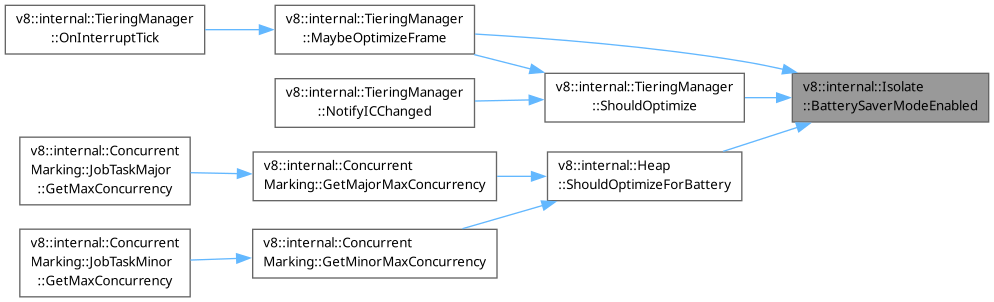 v8::internal::TieringManager
::OnInterruptTick
v8::internal::TieringManager
::MaybeOptimizeFrame
v8::internal::TieringManager
::NotifyICChanged
v8::internal::TieringManager
::ShouldOptimize
v8::internal::Isolate
::BatterySaverModeEnabled
v8::internal::Concurrent
Marking::JobTaskMajor
::GetMaxConcurrency
v8::internal::Concurrent
Marking::GetMajorMaxConcurrency
v8::internal::Heap
::ShouldOptimizeForBattery
v8::internal::Concurrent
Marking::JobTaskMinor
::GetMaxConcurrency
v8::internal::Concurrent
Marking::GetMinorMaxConcurrency